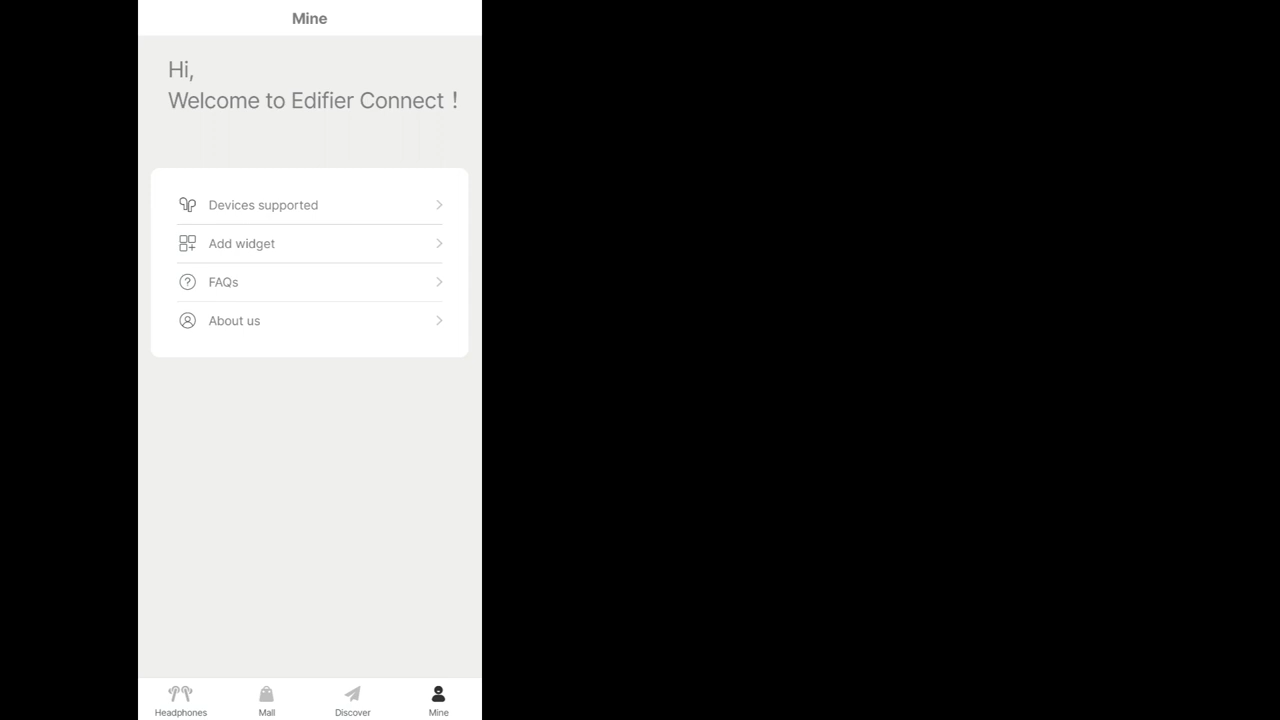 Mine
Hi,
Welcome to Edifier Connect！
Devices supported
Add widget
FAQs
About us
Headphones
Mall
Discover
Mine